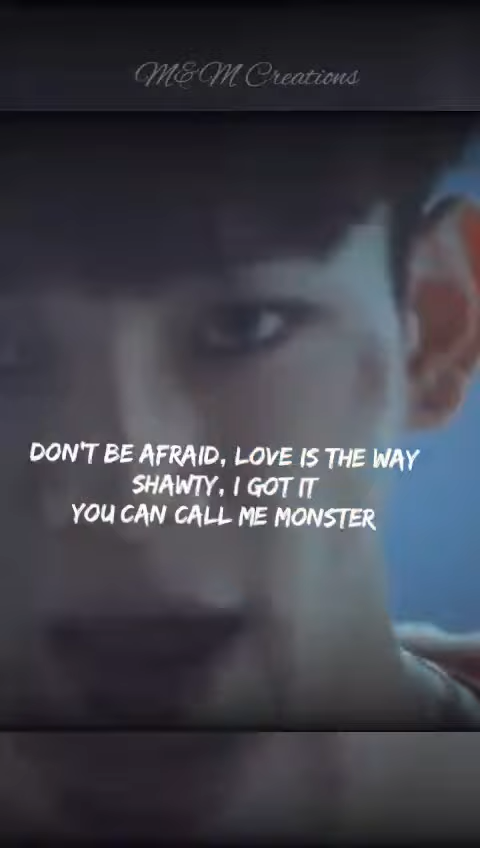 M&M Creations
DON'T BE AFRAID, LOVE IS THE WAY
SHAWTY, I GOT IT
YOU CAN CALL ME MONSTER